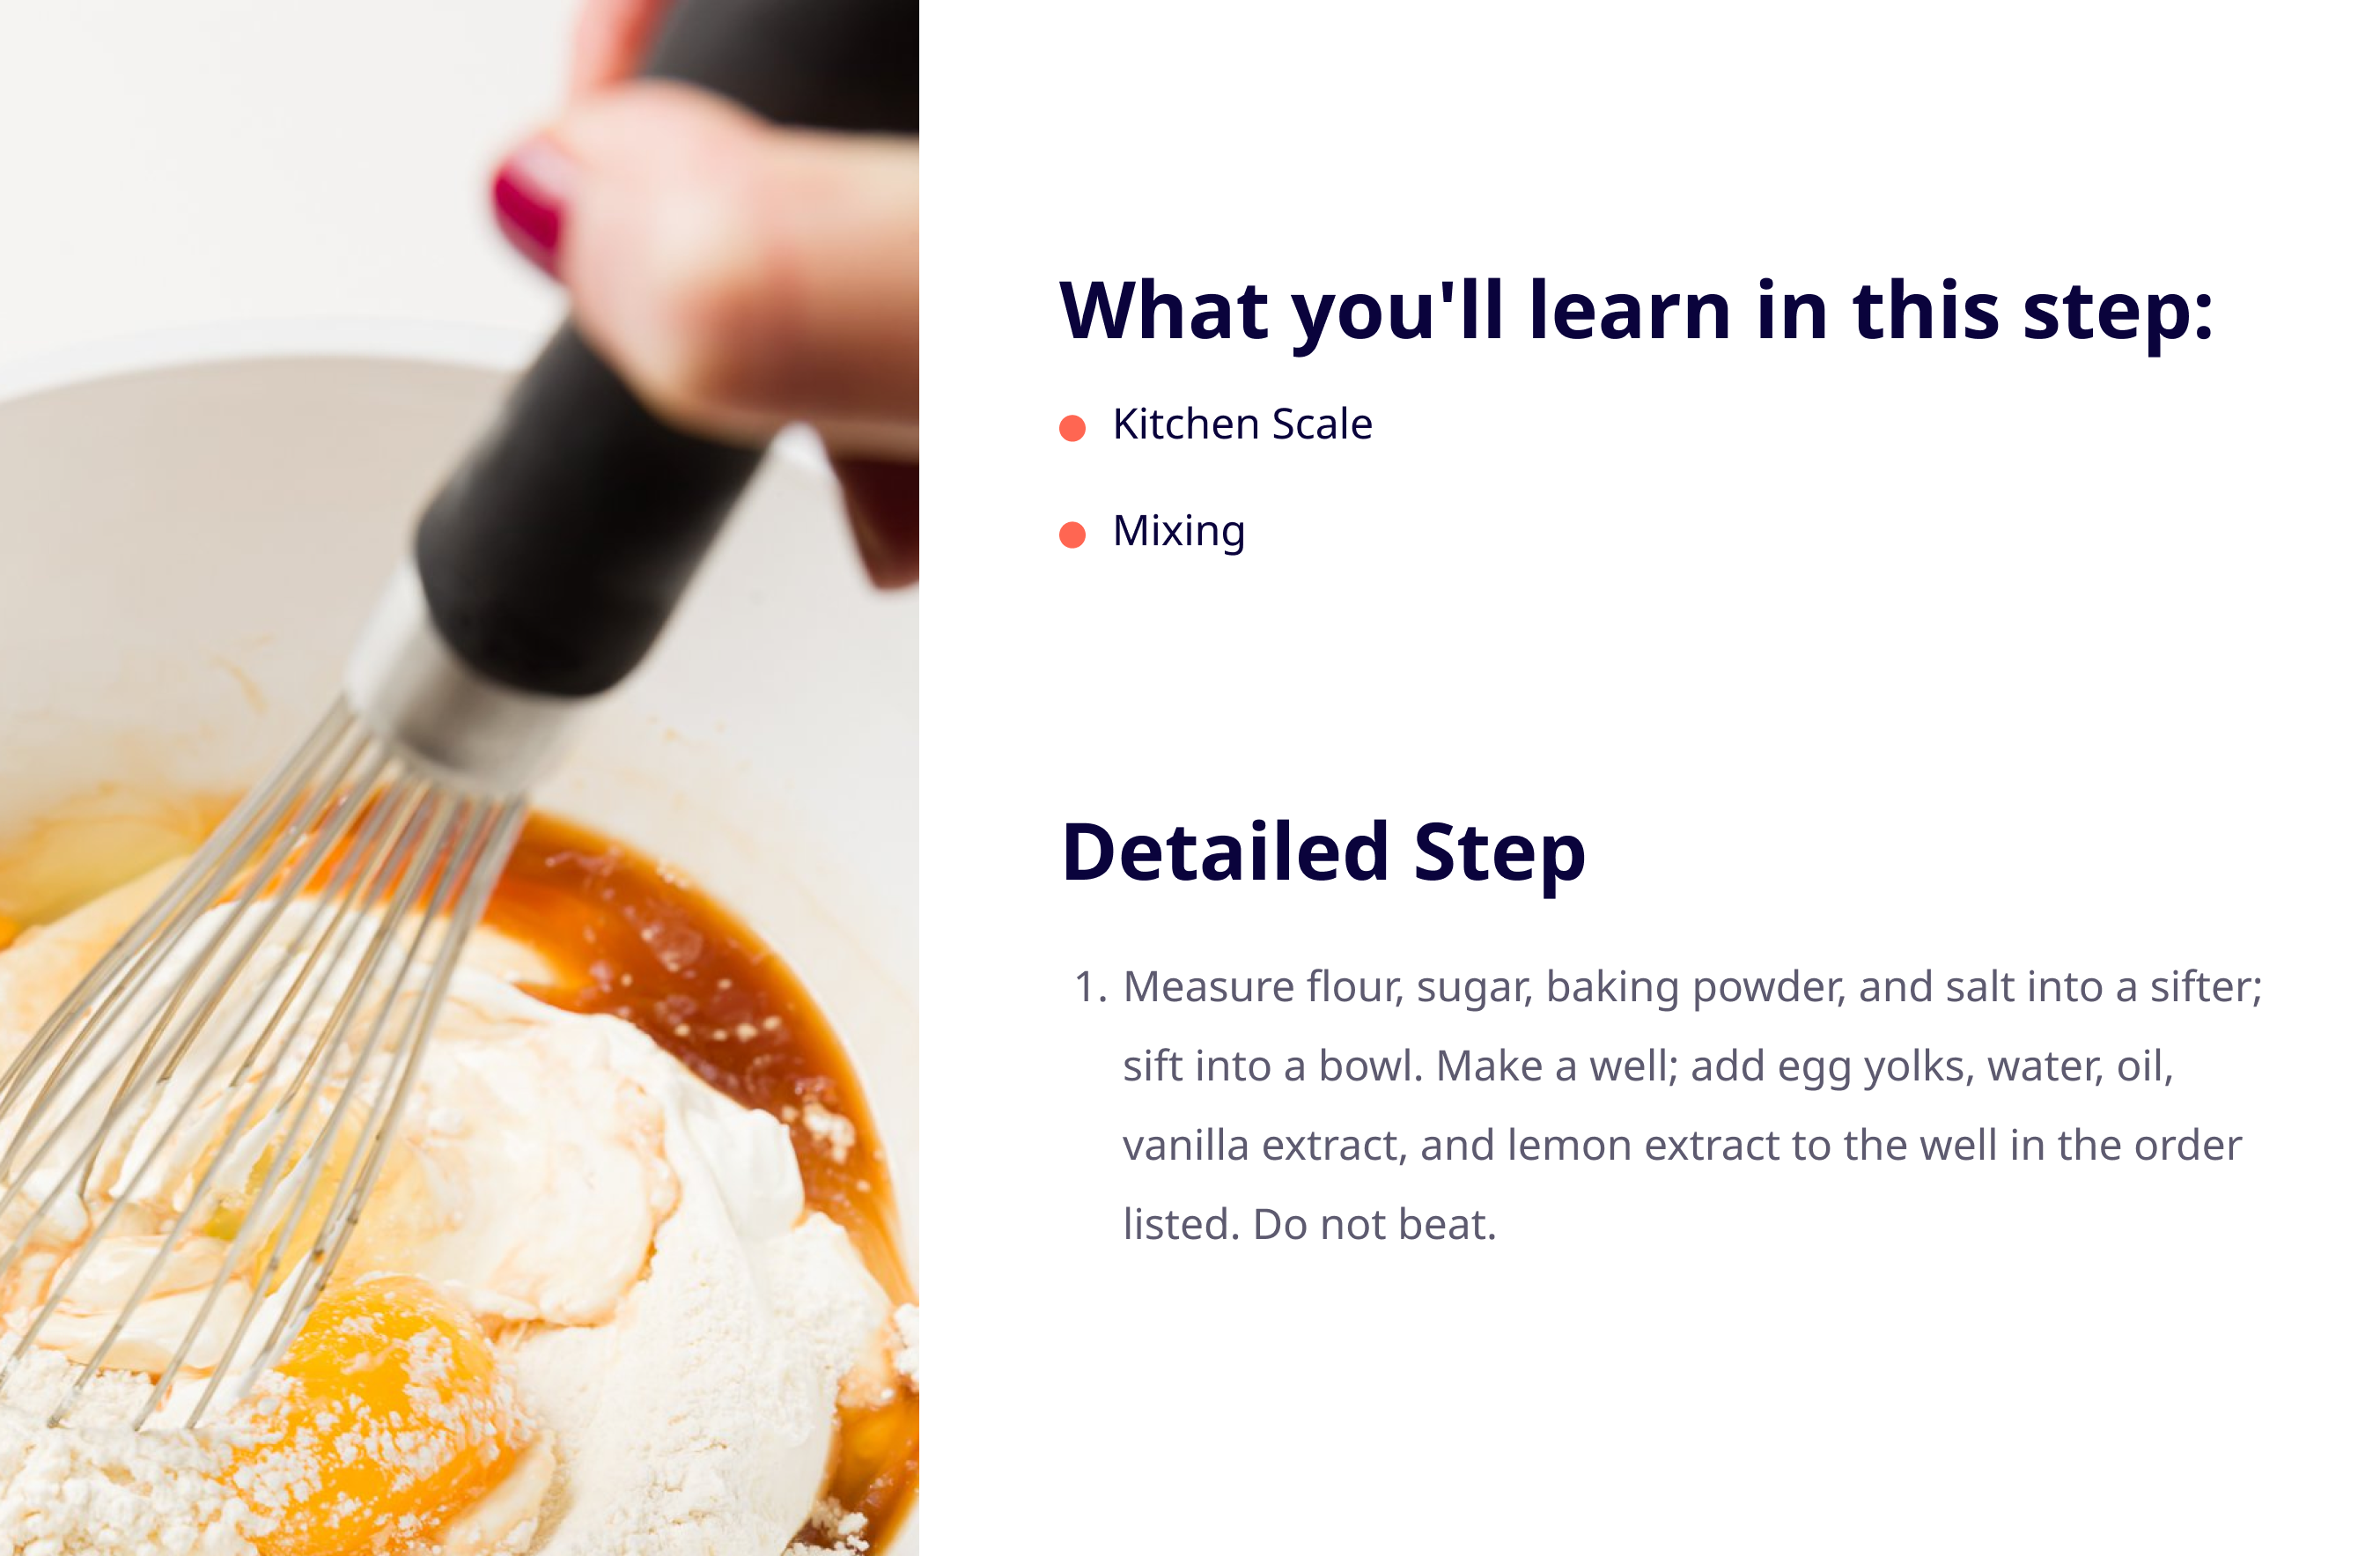 What you'll learn in this step:
Kitchen Scale
Mixing
Detailed Step
1. Measure flour, sugar, baking powder, and salt into a sifter;
sift into a bowl. Make a well; add egg yolks, water, oil,
vanilla extract, and lemon extract to the well in the order
listed. Do not beat.